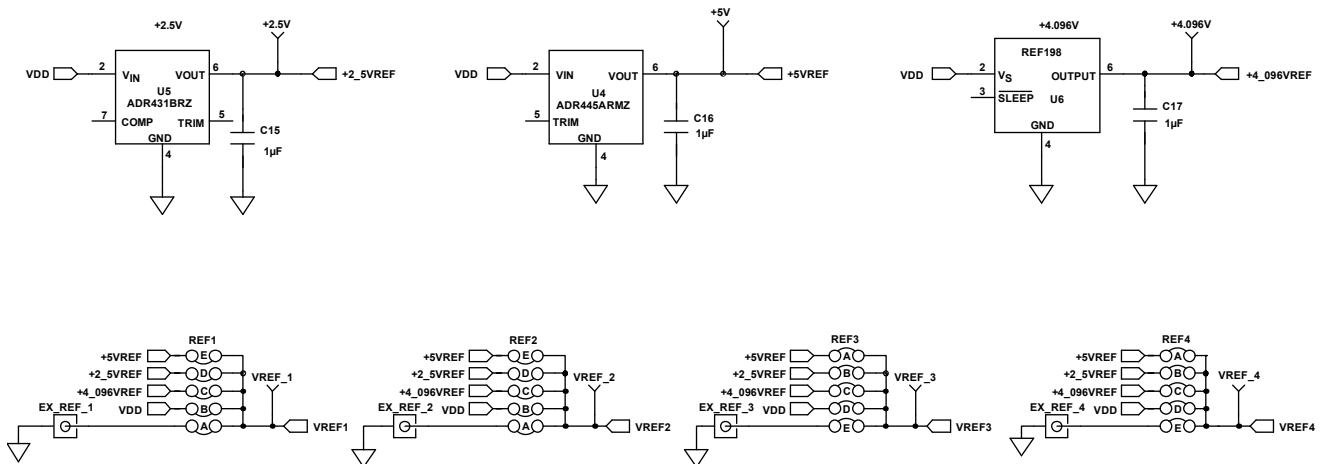 +2.5V
+2.5V
VDD
2
VIN
VOUT
6
+2_5VREF
U5
ADR431BRZ
7
COMP
TRIM
5
GND
4
C15
1µF
+5V
VDD
2
VIN
VOUT
6
+5VREF
U4
ADR445ARMZ
5
TRIM
GND
4
C16
1µF
+4.096V
+4.096V
REF198
VDD
2
VS
OUTPUT
6
+4_096VREF
3
SLEEP
U6
GND
4
C17
1µF
REF1
+5VREF
E
+2_5VREF
D
VREF_1
+4_096VREF
C
EX_REF_1
VDD
B
A
VREF1
REF2
+5VREF
E
+2_5VREF
D
VREF_2
+4_096VREF
C
EX_REF_2
VDD
B
A
VREF2
REF3
+5VREF
A
+2_5VREF
B
VREF_3
+4_096VREF
C
EX_REF_3
VDD
D
E
VREF3
REF4
+5VREF
A
+2_5VREF
B
VREF_4
+4_096VREF
C
EX_REF_4
VDD
D
E
VREF4